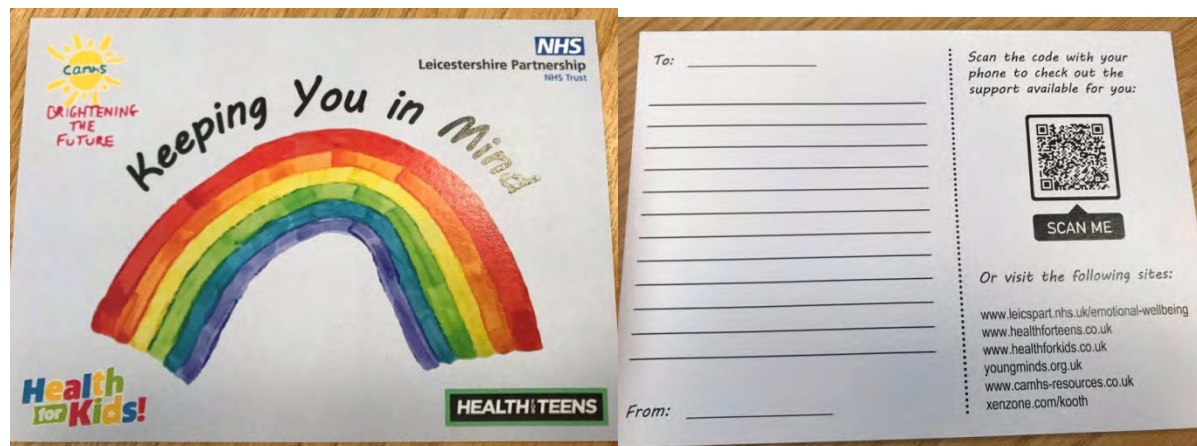 camhs
BRIGHTENING
THE
FUTURE
NHS
Leicestershire Partnership
NHS Trust
Keeping You in Mind
Health
for Kids!
HEALTH FOR TEENS
To:
From:
Scan the code with your
phone to check out the
support available for you:
SCAN ME
Or visit the following sites:
www.leicspart.nhs.uk/emotional-wellbeing
www.healthforteens.co.uk
www.healthforkids.co.uk
youngminds.org.uk
www.camhs-resources.co.uk
xenzone.com/kooth